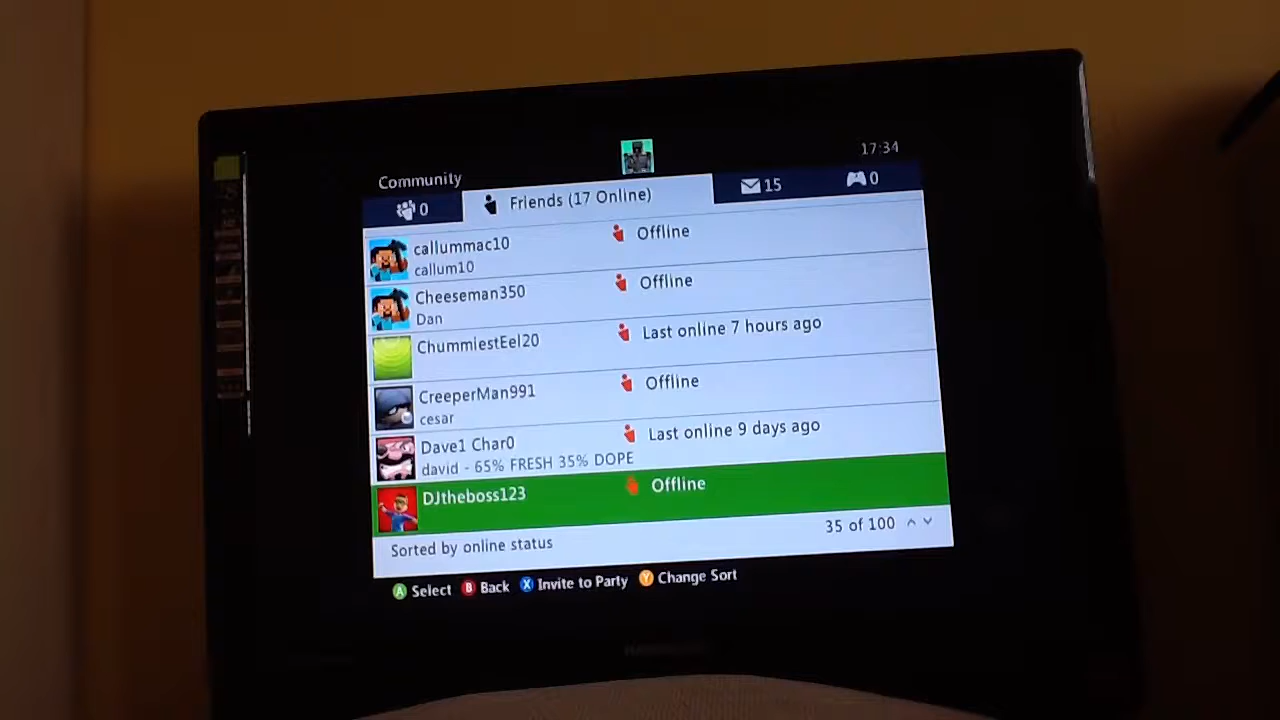 17:34
Community
0
Friends (17 Online)
15
0
callummac10
Offline
callum10
Cheeseman350
Offline
Dan
ChummiestEel20
Last online 7 hours ago
CreeperMan991
Offline
cesar
Dave1 Char0
Last online 9 days ago
david - 65% FRESH 35% DOPE
DJtheboss123
Offline
35 of 100
Sorted by online status
A Select B Back X Invite to Party Y Change Sort